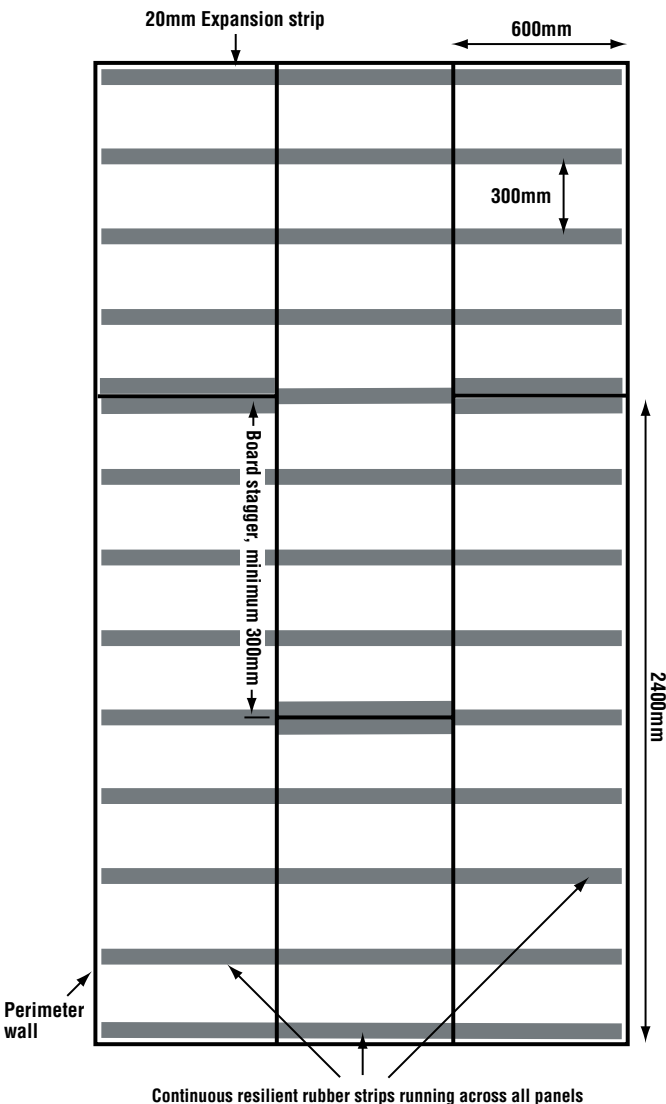 20mm Expansion strip
600mm
300mm
Board stagger, minimum 300mm
2400mm
Perimeter
wall
Continuous resilient rubber strips running across all panels